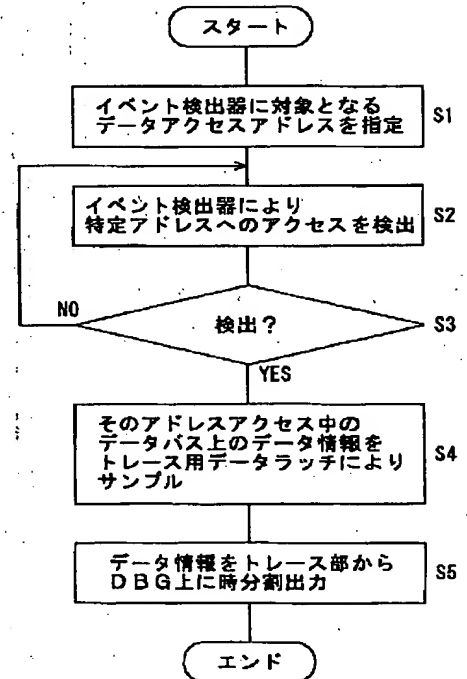 スタート
イベント検出器に対象となる
データアクセスアドレスを指定
S1
イベント検出器により
特定アドレスへのアクセスを検出
S2
NO
検出?
S3
YES
そのアドレスアクセス中の
データバス上のデータ情報を
トレース用データラッチにより
サンプル
S4
データ情報をトレース部から
DBG上に時分割出力
S5
エンド